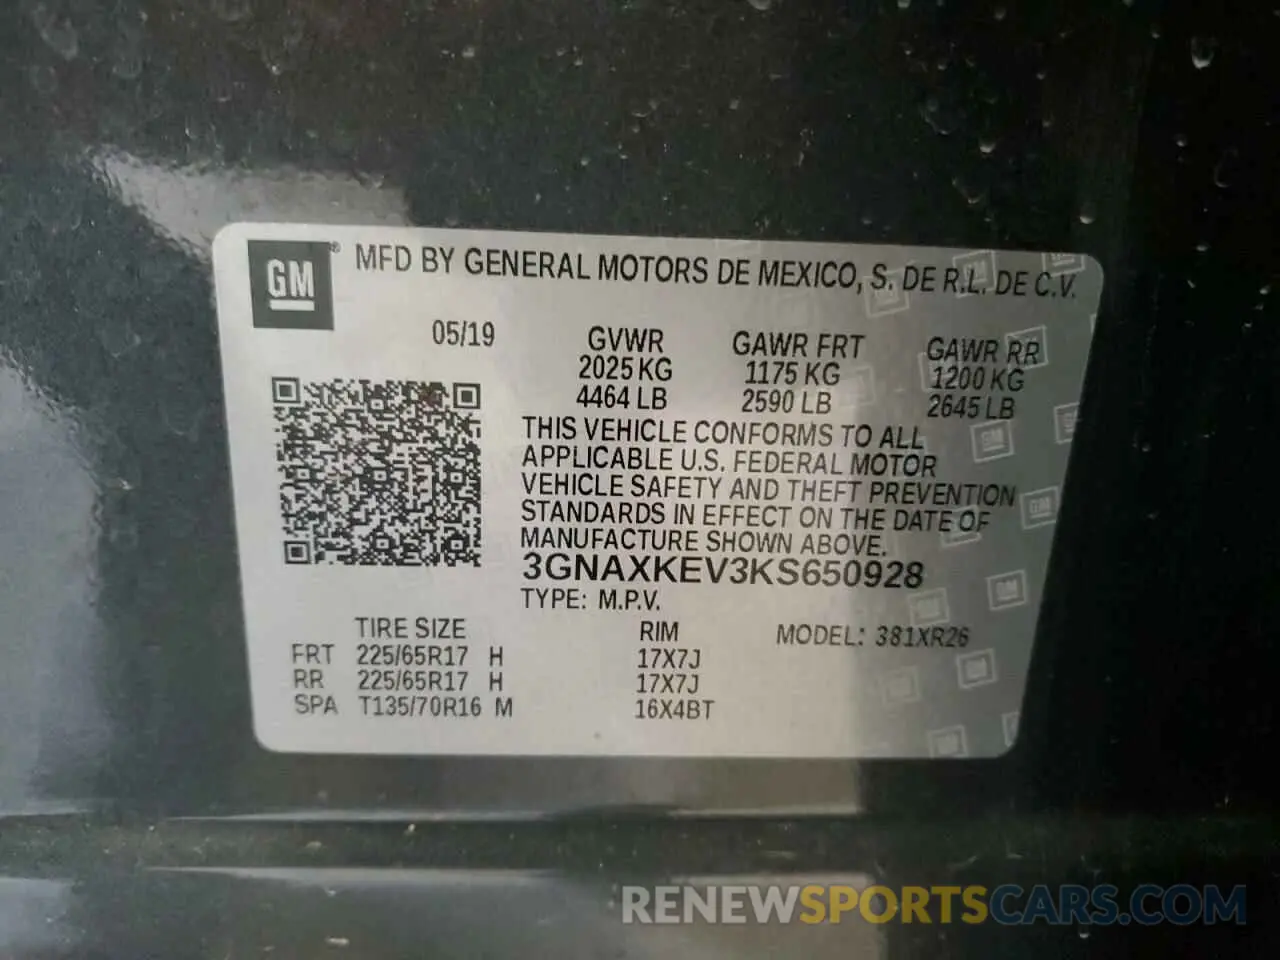 GM® MFD BY GENERAL MOTORS DE MEXICO, S. DE R.L. DE C.V.
05/19 GVWR GAWR FRT GAWR RR
2025 KG 1175 KG 1200 KG
4464 LB 2590 LB 2645 LB
THIS VEHICLE CONFORMS TO ALL
APPLICABLE U.S. FEDERAL MOTOR
VEHICLE SAFETY AND THEFT PREVENTION
STANDARDS IN EFFECT ON THE DATE OF
MANUFACTURE SHOWN ABOVE.
3GNAXKEV3KS650928
TYPE: M.P.V.
TIRE SIZE RIM MODEL: 381XR26
FRT 225/65R17 H 17X7J
RR 225/65R17 H 17X7J
SPA T135/70R16 M 16X4BT
RENEWSPORTSCARS.COM